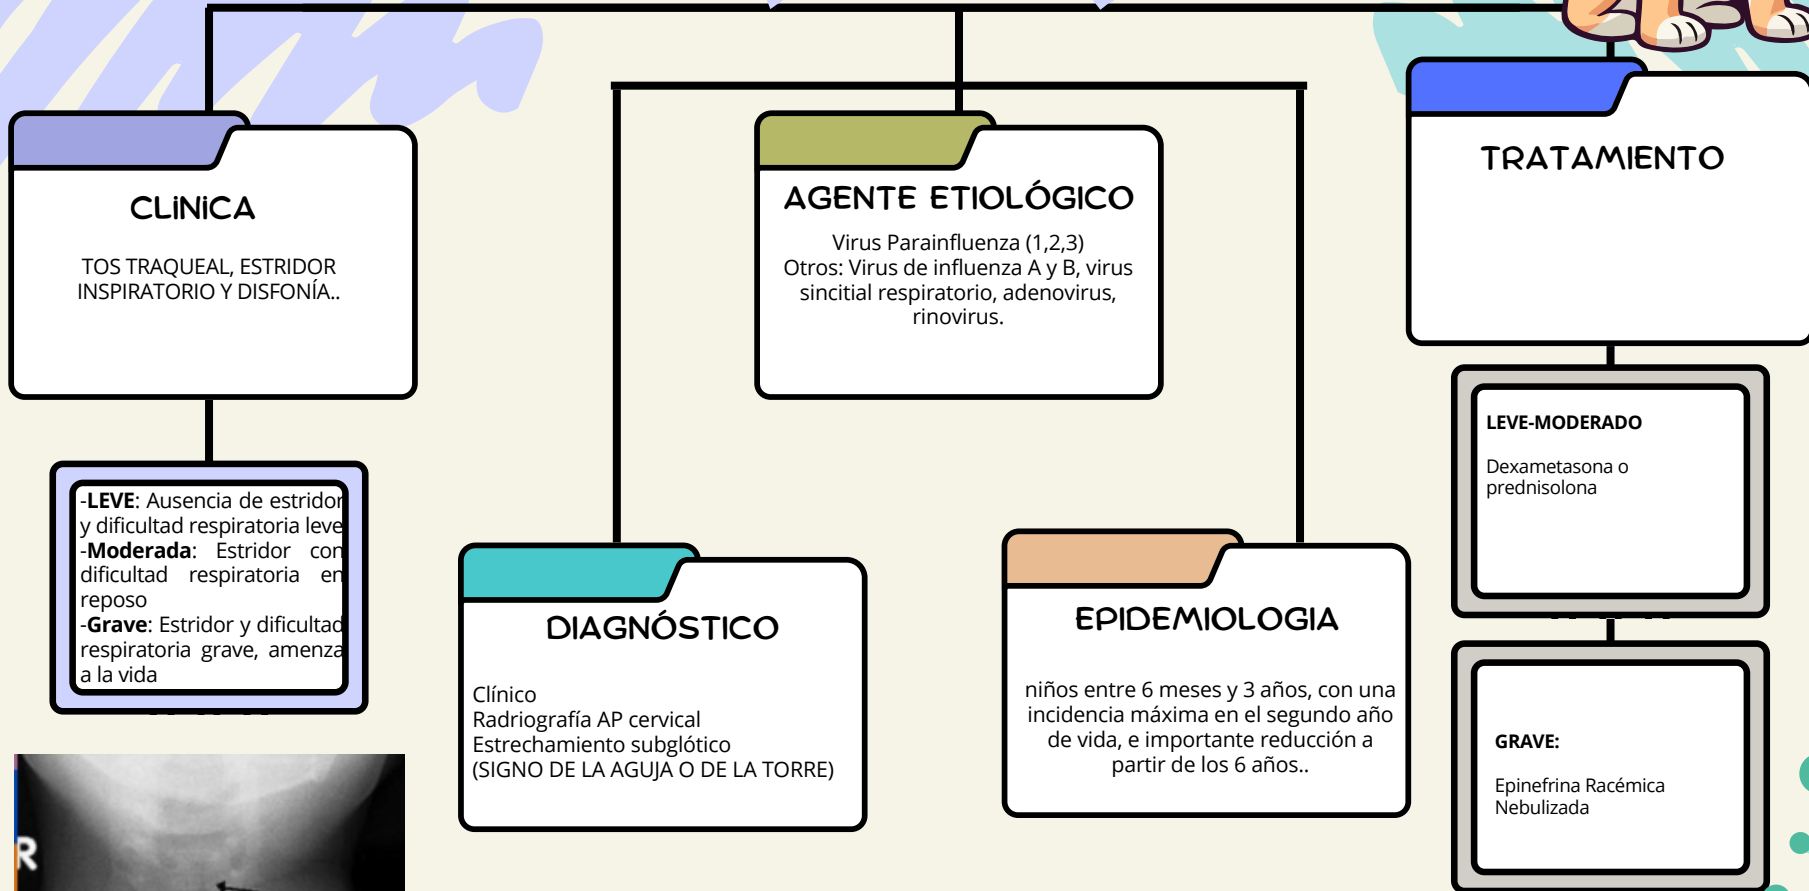 CLíNiCA
TOS TRAQUEAL, ESTRIDOR
INSPIRATORIO Y DISFONÍA..
-LEVE: Ausencia de estridor
y dificultad respiratoria leve
-Moderada: Estridor con
dificultad respiratoria en
reposo
-Grave: Estridor y dificultad
respiratoria grave, amenza
a la vida
R
AGENTE ETIOLÓGICO
Virus Parainfluenza (1,2,3)
Otros: Virus de influenza A y B, virus
sincitial respiratorio, adenovirus,
rinovirus.
DIAGNÓSTICO
Clínico
Radriografía AP cervical
Estrechamiento subglótico
(SIGNO DE LA AGUJA O DE LA TORRE)
EPIDEMIOLOGIA
niños entre 6 meses y 3 años, con una
incidencia máxima en el segundo año
de vida, e importante reducción a
partir de los 6 años..
TRATAMIENTO
LEVE-MODERADO
Dexametasona o
prednisolona
GRAVE:
Epinefrina Racémica
Nebulizada